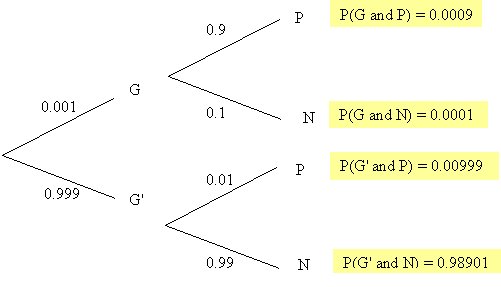 0.9
P
P(G and P) = 0.0009
0.001
G
0.1
N
P(G and N) = 0.0001
0.999
G'
0.01
P
P(G' and P) = 0.00999
0.99
N
P(G' and N) = 0.98901